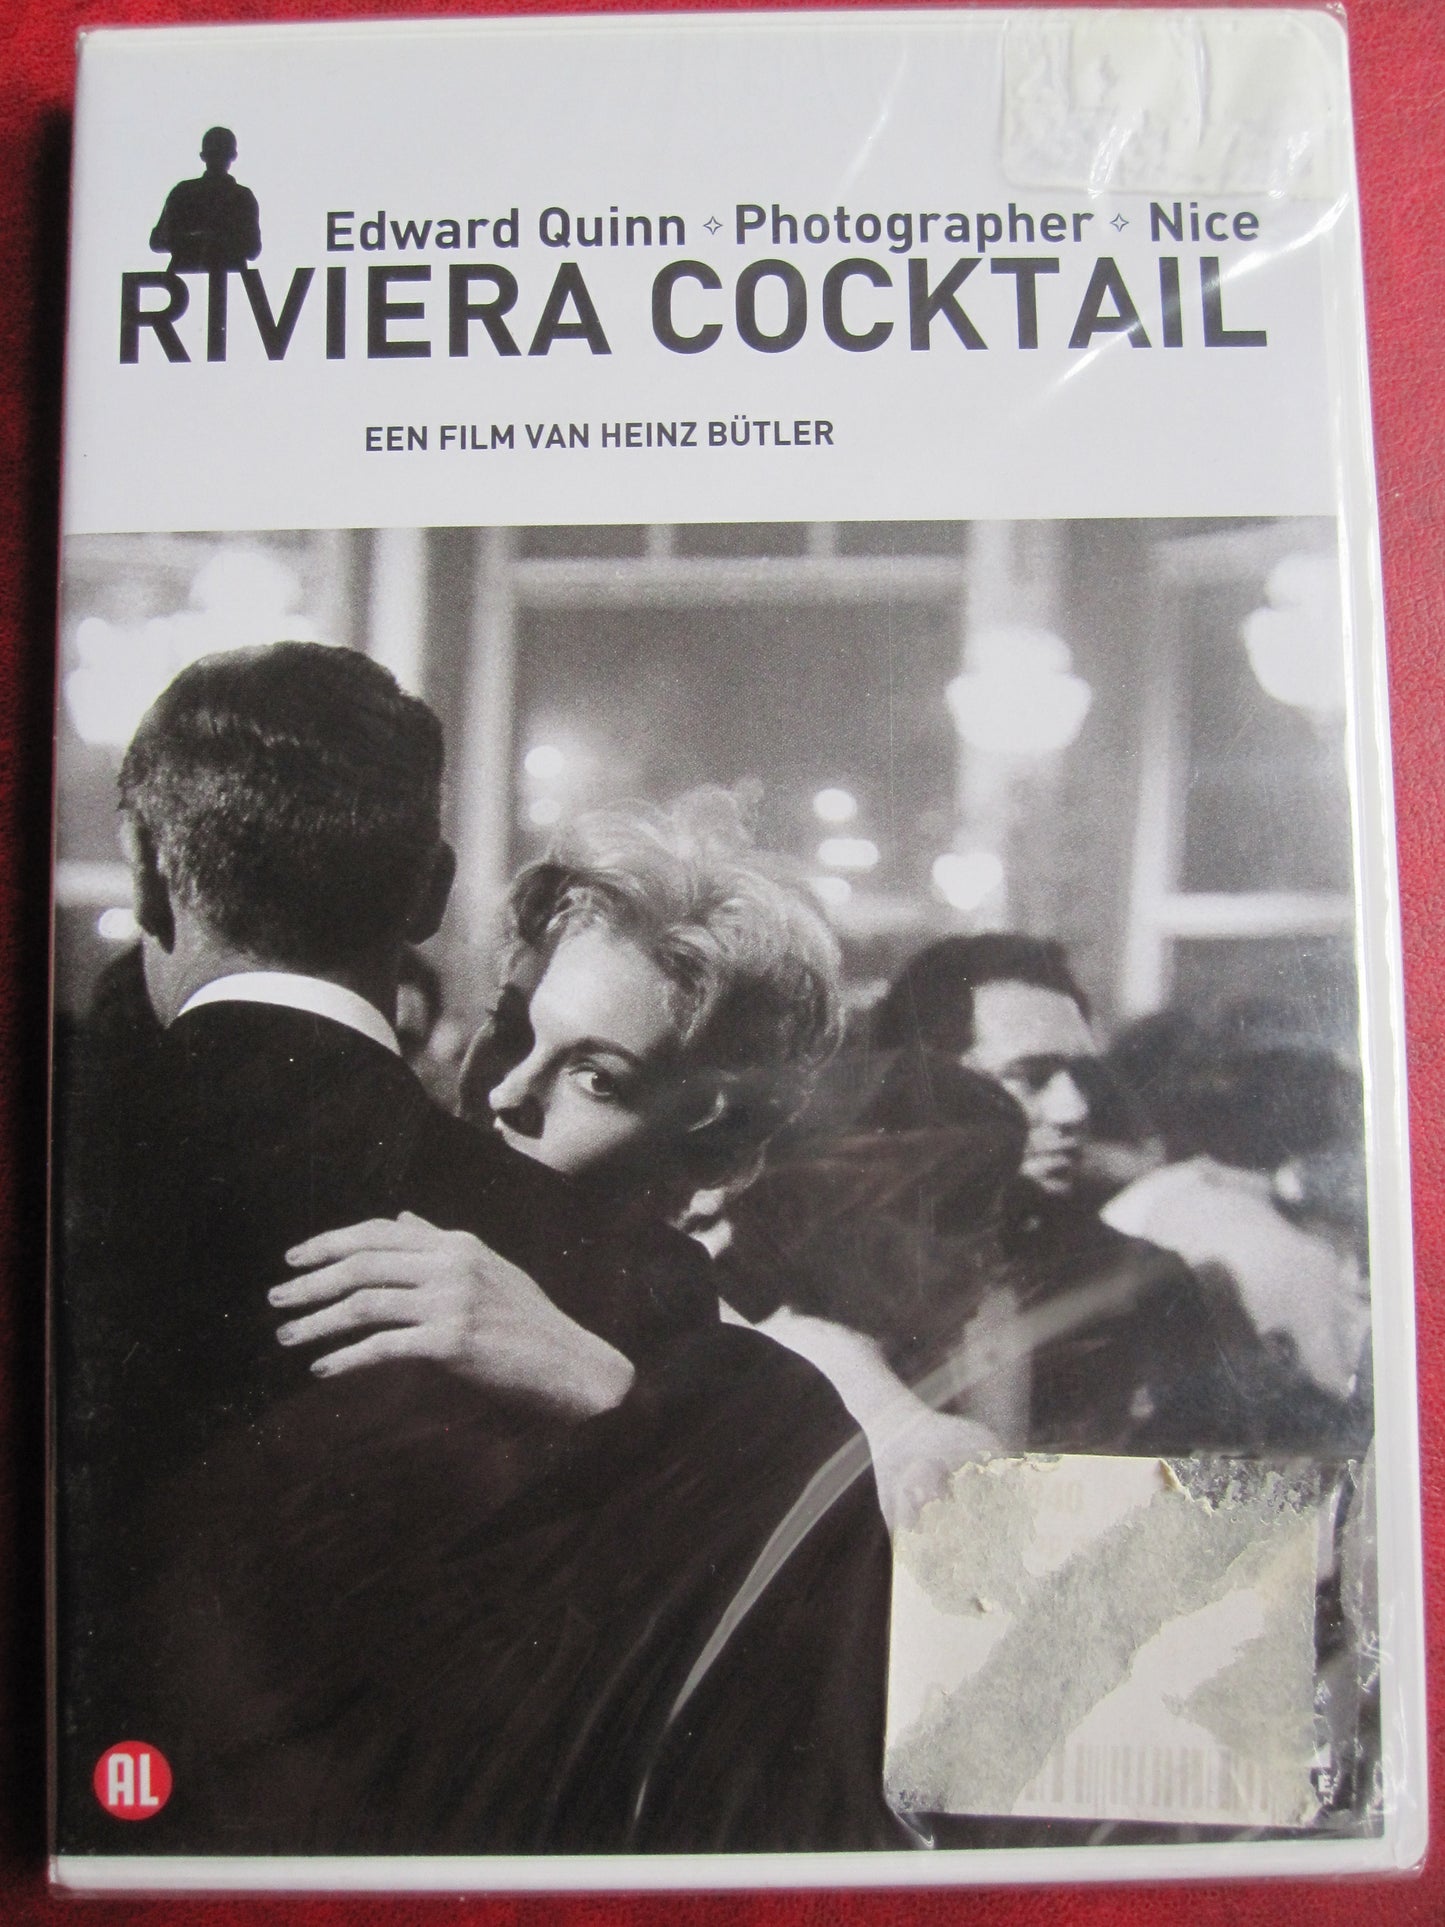 Edward Quinn ✧ Photographer ✧ Nice
RIVIERA COCKTAIL
EEN FILM VAN HEINZ BÜTLER
AL